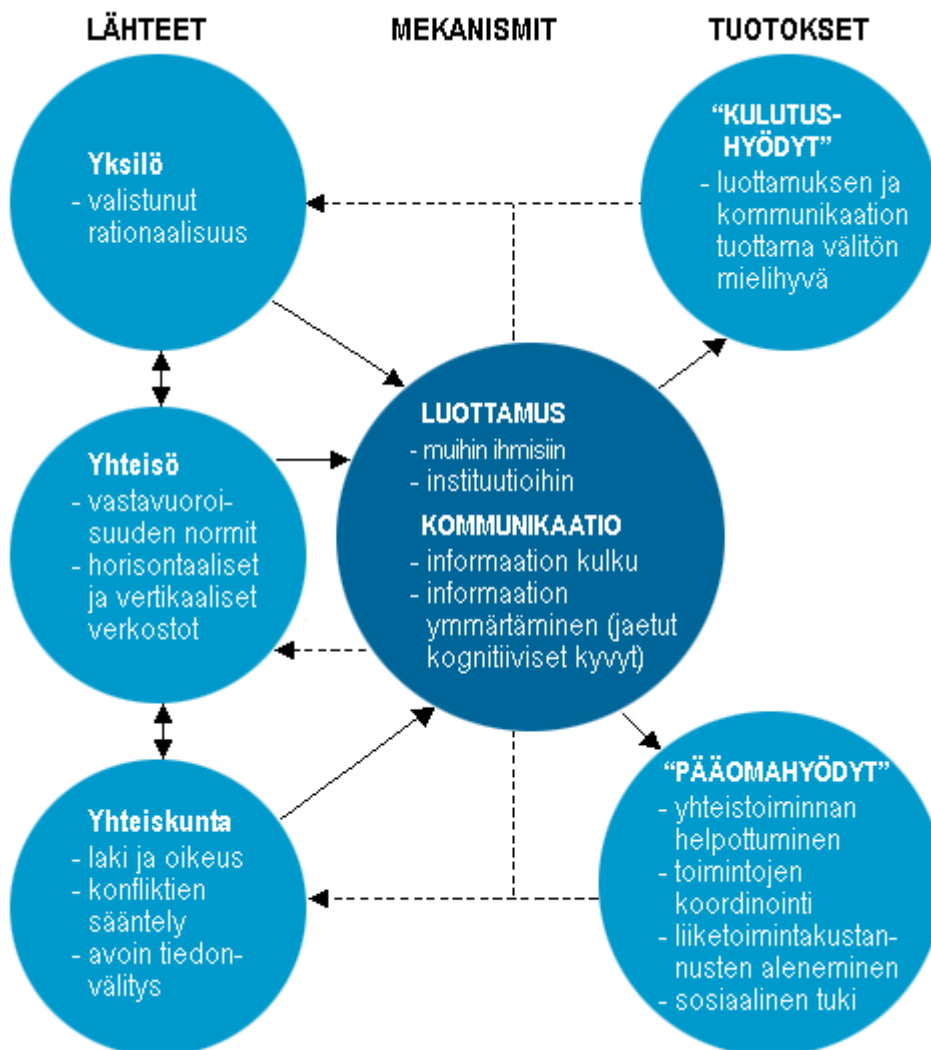 LÄHTEET
MEKANISMIT
TUOTOKSET
Yksilö
- valistunut
rationaalisuus
"KULUTUS-
HYÖDYT"
- luottamuksen ja
kommunikaation
tuottama välitön
mielihyvä
Yhteisö
- vastavuoroi-
suuden normit
- horisontaaliset
ja vertikaaliset
verkostot
LUOTTAMUS
- muihin ihmisiin
- instituutioihin
KOMMUNIKAATIO
- informaation kulku
- informaation
ymmärtäminen (jaetut
kognitiiviset kyvyt)
Yhteiskunta
- laki ja oikeus
- konfliktien
sääntely
- avoin tiedon-
välitys
"PÄÄOMAHYÖDYT"
- yhteistoiminnan
helpottuminen
- toimintojen
koordinointi
- liiketoimintakustan-
nusten aleneminen
- sosiaalinen tuki